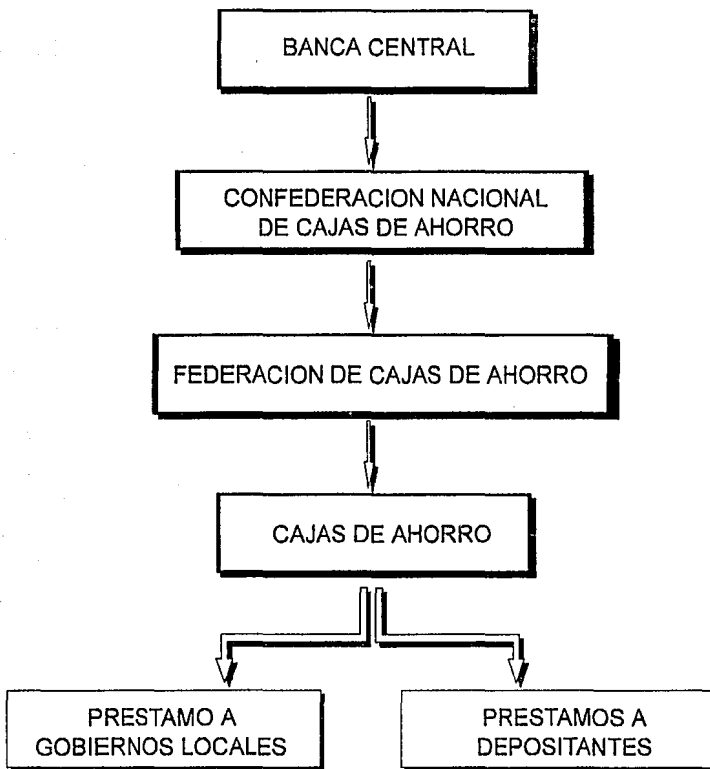 BANCA CENTRAL
CONFEDERACION NACIONAL
DE CAJAS DE AHORRO
FEDERACION DE CAJAS DE AHORRO
CAJAS DE AHORRO
PRESTAMO A
GOBIERNOS LOCALES
PRESTAMOS A
DEPOSITANTES